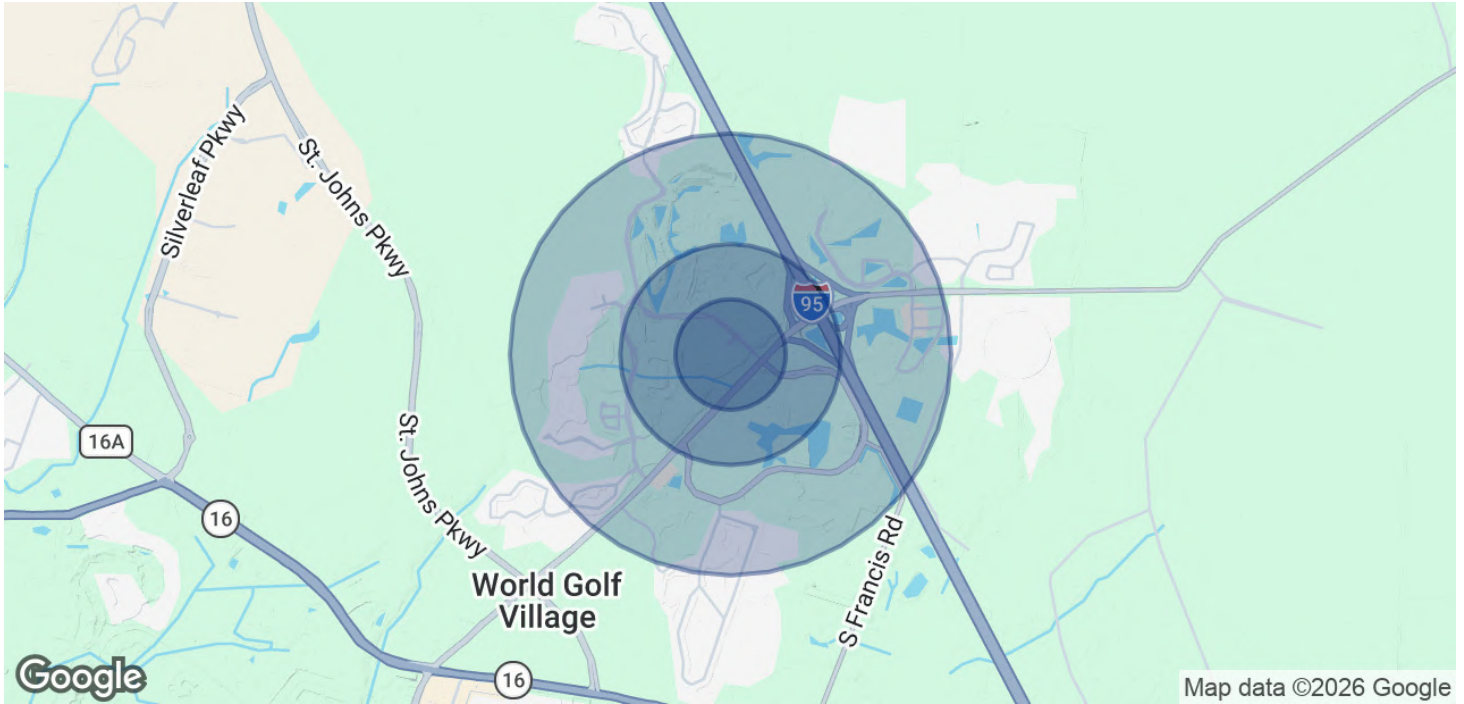 Silverleaf Pkwy
St. Johns Pkwy
95
16A
St. Johns Pkwy
16
World Golf
Village
S Francis Rd
16
Google
Map data ©2026 Google